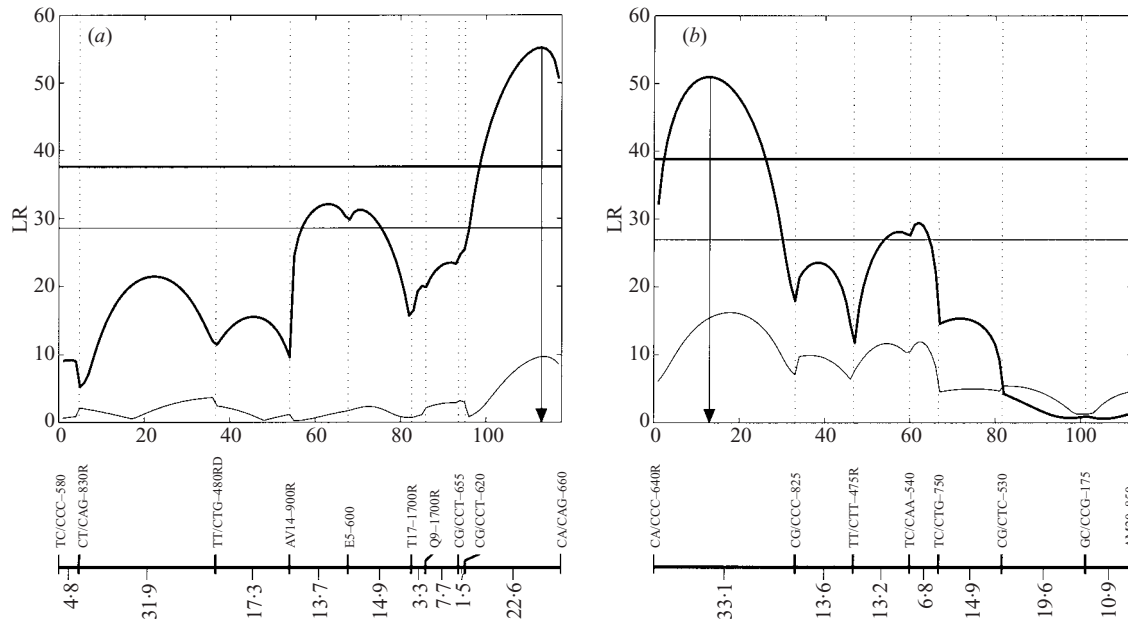 (a)
60
50
40
30
20
10
0
LR
0 20 40 60 80 100
TC/CCC–580
CT/CAG–830R
TT/CTG–480RD
AV14–900R
E5–600
T17–1700R
Q9–1700R
CG/CCT–655
CG/CCT–620
CA/CAG–660
4·8
31·9
17·3
13·7
14·9
3·3
7·7
1·5
22·6
(b)
60
50
40
30
20
10
0
LR
0 20 40 60 80 100
CA/CCC–640R
CG/CCC–825
TT/CTT–475R
TC/CAA–540
TC/CTG–750
CG/CTC–530
GC/CCG–175
33·1
13·6
13·2
6·8
14·9
19·6
10·9